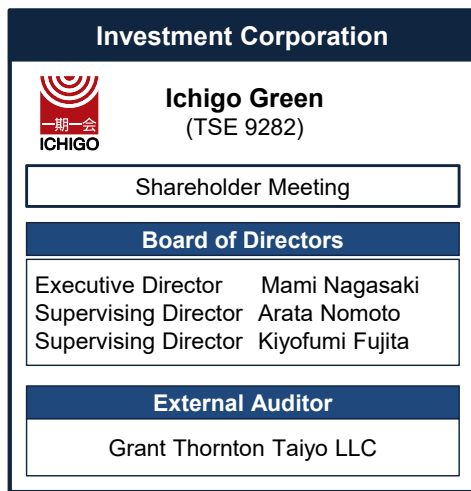 Investment Corporation
一期一会
ICHIGO
Ichigo Green
(TSE 9282)
Shareholder Meeting
Board of Directors
Executive Director Mami Nagasaki
Supervising Director Arata Nomoto
Supervising Director Kiyofumi Fujita
External Auditor
Grant Thornton Taiyo LLC